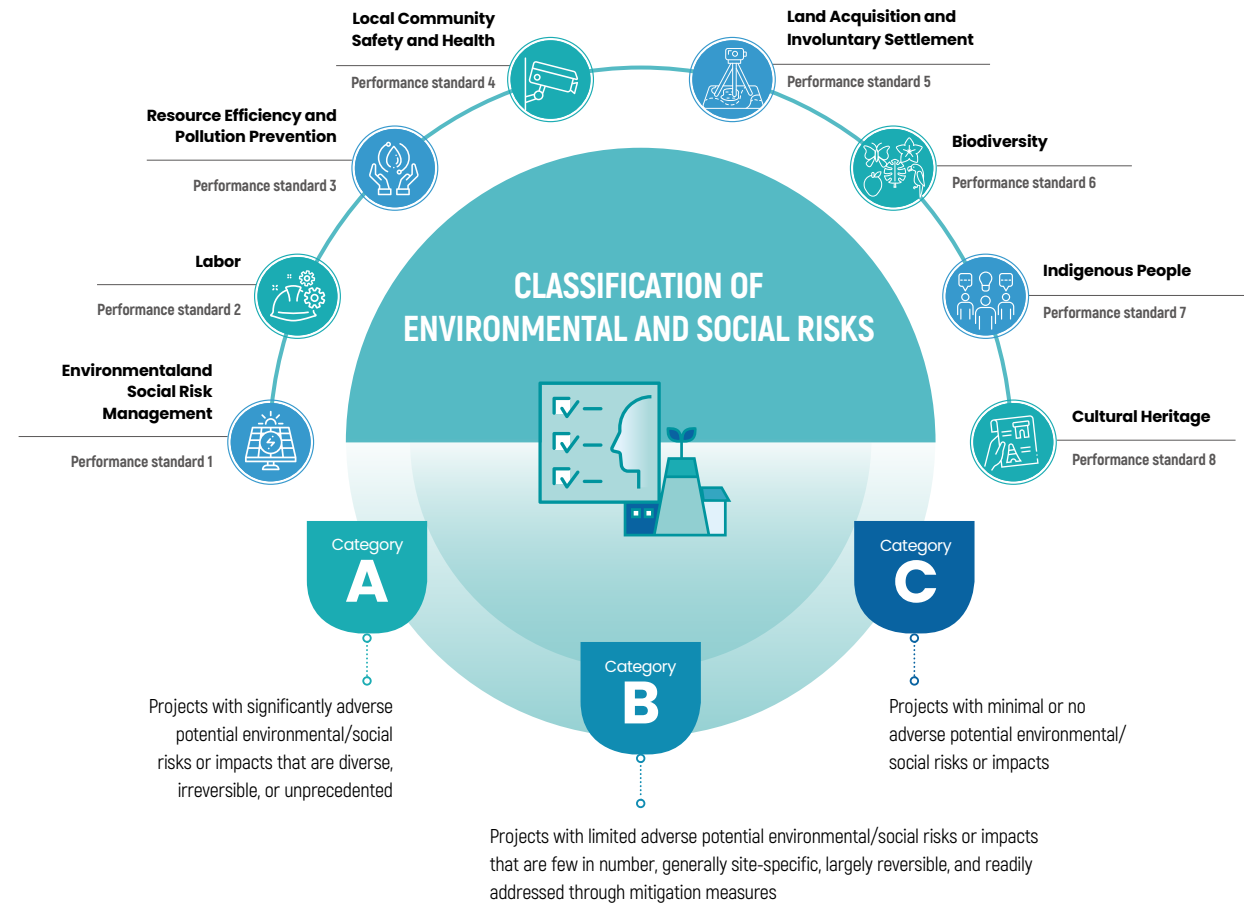 Local Community
Safety and Health
Performance standard 4
Land Acquisition and
Involuntary Settlement
Performance standard 5
Resource Efficiency and
Pollution Prevention
Performance standard 3
Biodiversity
Performance standard 6
Labor
Performance standard 2
Indigenous People
Performance standard 7
Environmentaland
Social Risk
Management
Performance standard 1
Cultural Heritage
Performance standard 8
CLASSIFICATION OF
ENVIRONMENTAL AND SOCIAL RISKS
Category
A
Projects with significantly adverse
potential environmental/social
risks or impacts that are diverse,
irreversible, or unprecedented
Category
B
Projects with limited adverse potential environmental/social risks or impacts
that are few in number, generally site-specific, largely reversible, and readily
addressed through mitigation measures
Category
C
Projects with minimal or no
adverse potential environmental/
social risks or impacts